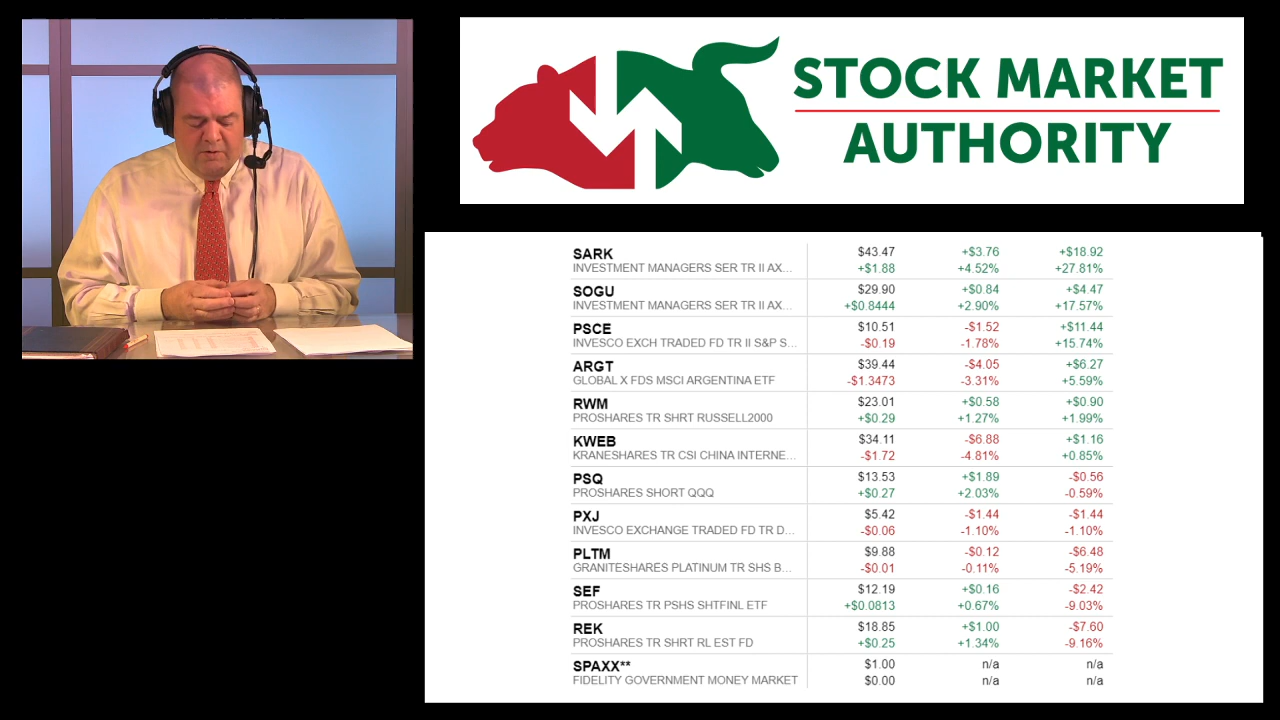 STOCK MARKET
AUTHORITY
SARK $43.47 +$3.76 +$18.92
INVESTMENT MANAGERS SER TR II AX... +$1.88 +4.52% +27.81%
SOGU $29.90 +$0.84 +$4.47
INVESTMENT MANAGERS SER TR II AX... +$0.8444 +2.90% +17.57%
PSCE $10.51 -$1.52 +$11.44
INVESCO EXCH TRADED FD TR II S&P S... -$0.19 -1.78% +15.74%
ARGT $39.44 -$4.05 +$6.27
GLOBAL X FDS MSCI ARGENTINA ETF -$1.3473 -3.31% +5.59%
RWM $23.01 +$0.58 +$0.90
PROSHARES TR SHRT RUSSELL2000 +$0.29 +1.27% +1.99%
KWEB $34.11 -$6.88 +$1.16
KRANESHARES TR CSI CHINA INTERNE... -$1.72 -4.81% +0.85%
PSQ $13.53 +$1.89 -$0.56
PROSHARES SHORT QQQ +$0.27 +2.03% -0.59%
PXJ $5.42 -$1.44 -$1.44
INVESCO EXCHANGE TRADED FD TR D... -$0.06 -1.10% -1.10%
PLTM $9.88 -$0.12 -$6.48
GRANITESHARES PLATINUM TR SHS B... -$0.01 -0.11% -5.19%
SEF $12.19 +$0.16 -$2.42
PROSHARES TR PSHS SHTFINL ETF +$0.0813 +0.67% -9.03%
REK $18.85 +$1.00 -$7.60
PROSHARES TR SHRT RL EST FD +$0.25 +1.34% -9.16%
SPAXX** $1.00 n/a n/a
FIDELITY GOVERNMENT MONEY MARKET $0.00 n/a n/a